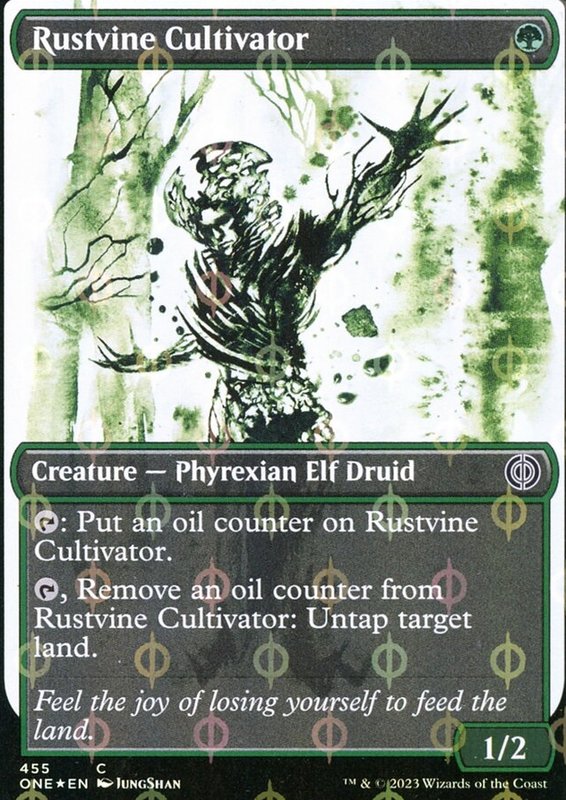 Rustvine Cultivator
Creature — Phyrexian Elf Druid
: Put an oil counter on Rustvine
Cultivator.
, Remove an oil counter from
Rustvine Cultivator: Untap target
land.
Feel the joy of losing yourself to feed the
land.
1/2
455 C
ONE★EN JUNGSHAN
™ & © 2023 Wizards of the Coast